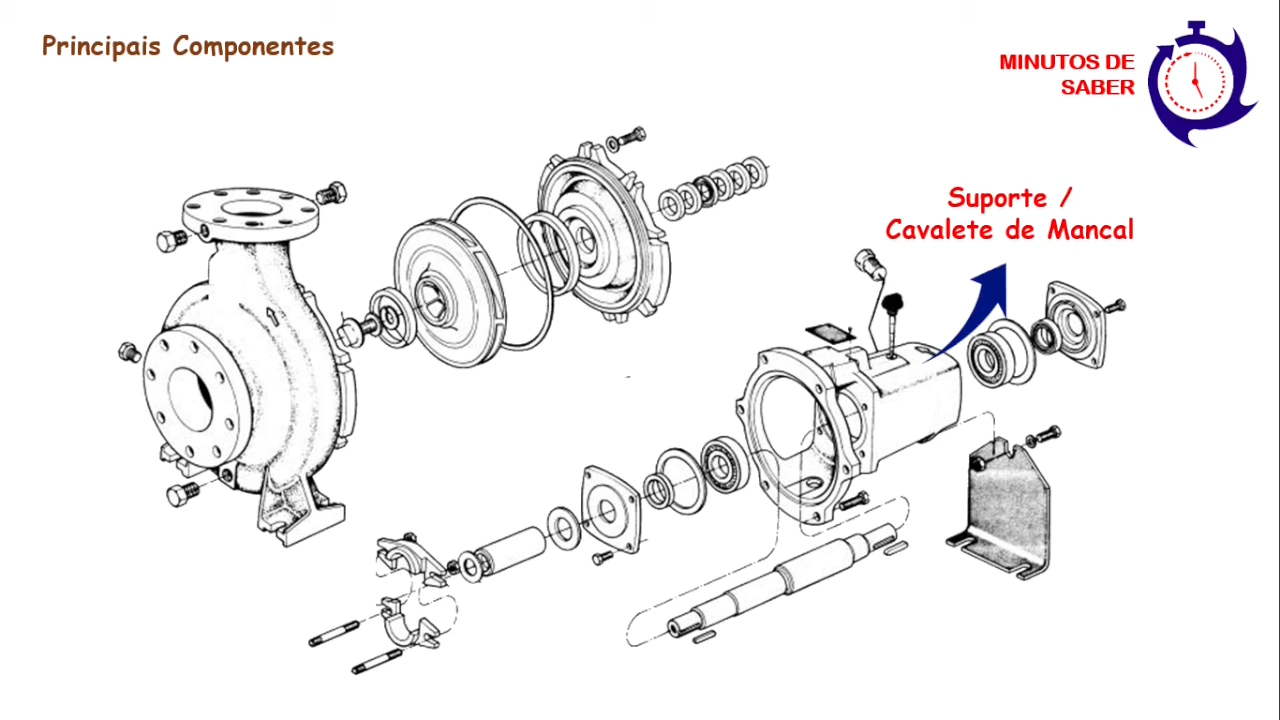 Principais Componentes
MINUTOS DE
SABER
Suporte /
Cavalete de Mancal